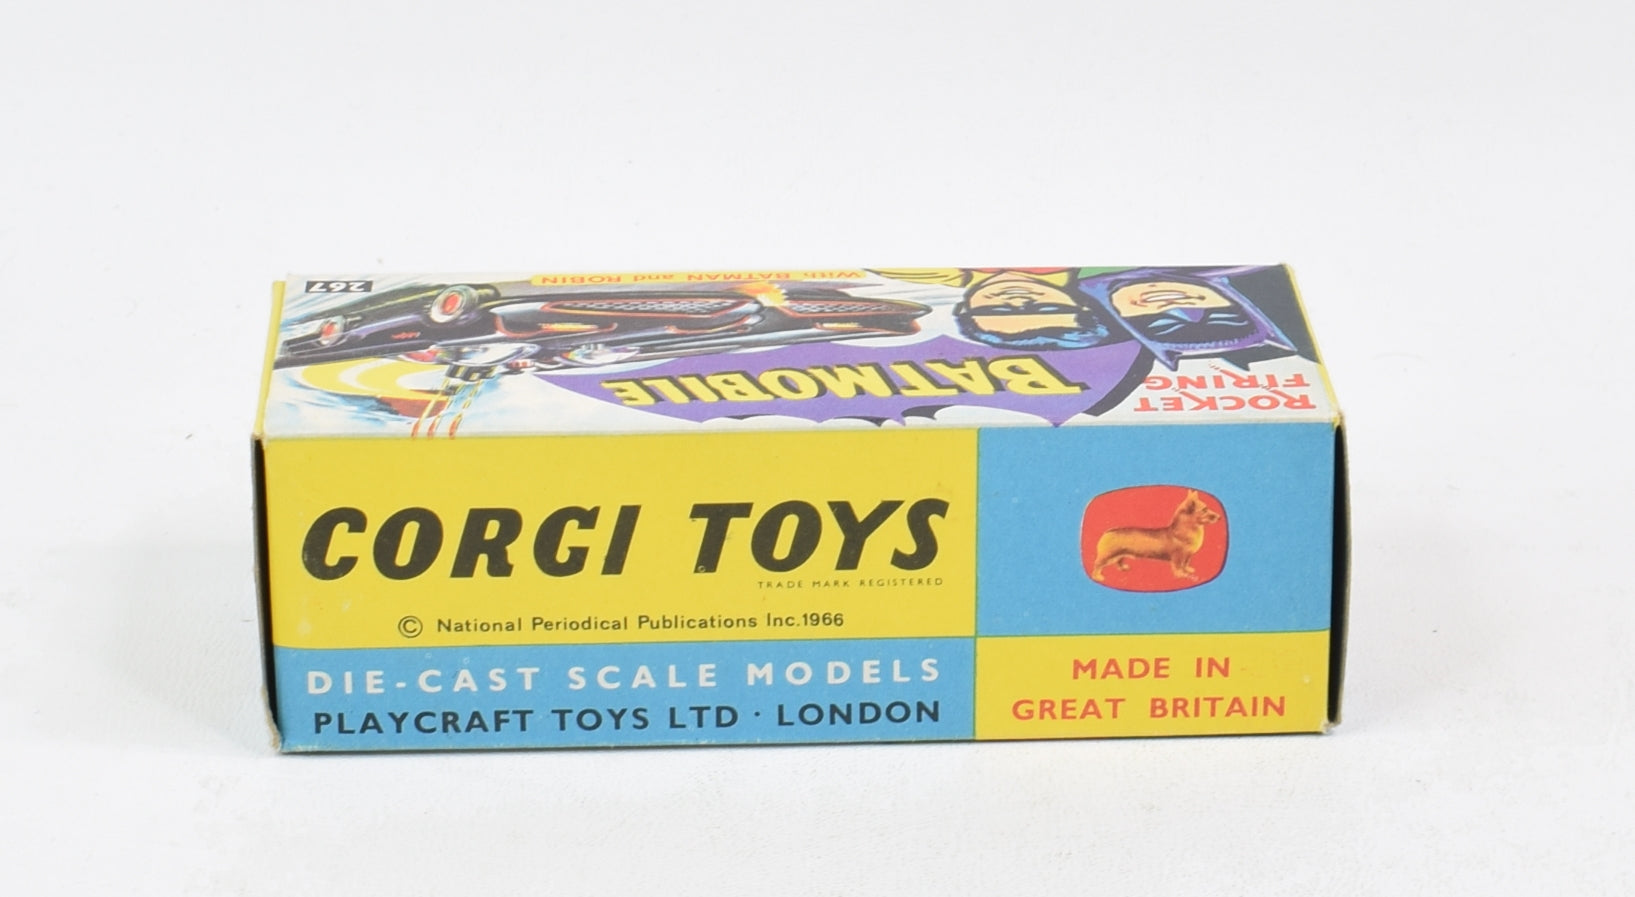 267
with BATMAN and ROBIN
BATMOBILE
ROCKET
FIRING
CORGI TOYS
TRADE MARK REGISTERED
© National Periodical Publications Inc.1966
DIE-CAST SCALE MODELS
PLAYCRAFT TOYS LTD · LONDON
MADE IN
GREAT BRITAIN